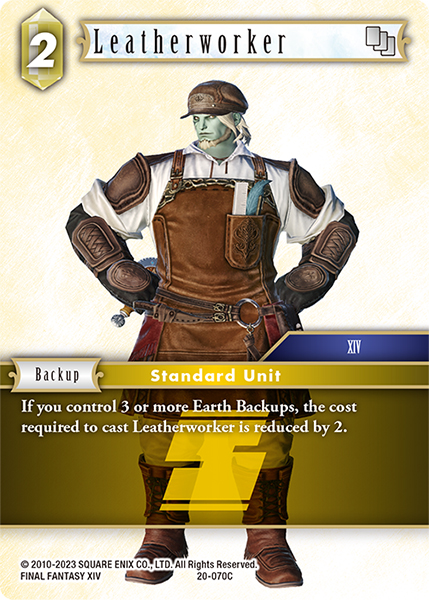 2
Leatherworker
XIV
Backup
Standard Unit
If you control 3 or more Earth Backups, the cost
required to cast Leatherworker is reduced by 2.
© 2010-2023 SQUARE ENIX CO., LTD. All Rights Reserved.
FINAL FANTASY XIV 20-070C